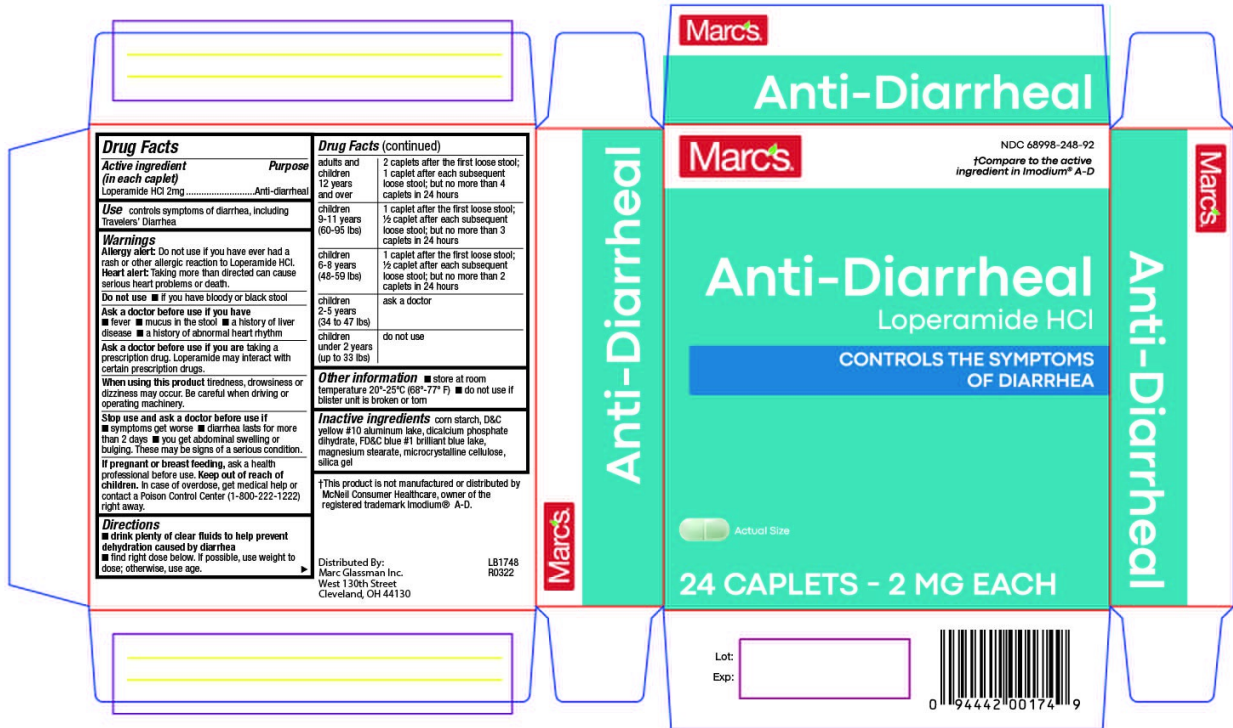 Marc's.
Anti-Diarrheal
Drug Facts
Active ingredient Purpose
(in each caplet)
Loperamide HCl 2mg ...........................Anti-diarrheal
Use controls symptoms of diarrhea, including
Travelers' Diarrhea
Warnings
Allergy alert: Do not use if you have ever had a
rash or other allergic reaction to Loperamide HCl.
Heart alert: Taking more than directed can cause
serious heart problems or death.
Do not use ■ if you have bloody or black stool
Ask a doctor before use if you have
■ fever ■ mucus in the stool ■ a history of liver
disease ■ a history of abnormal heart rhythm
Ask a doctor before use if you are taking a
prescription drug. Loperamide may interact with
certain prescription drugs.
When using this product tiredness, drowsiness or
dizziness may occur. Be careful when driving or
operating machinery.
Stop use and ask a doctor before use if
■ symptoms get worse ■ diarrhea lasts for more
than 2 days ■ you get abdominal swelling or
bulging. These may be signs of a serious condition.
If pregnant or breast feeding, ask a health
professional before use. Keep out of reach of
children. In case of overdose, get medical help or
contact a Poison Control Center (1-800-222-1222)
right away.
Directions
■ drink plenty of clear fluids to help prevent
dehydration caused by diarrhea
■ find right dose below. If possible, use weight to
dose; otherwise, use age.
Drug Facts (continued)
adults and 2 caplets after the first loose stool;
children 1 caplet after each subsequent
12 years loose stool; but no more than 4
and over caplets in 24 hours
children 1 caplet after the first loose stool;
9-11 years ½ caplet after each subsequent
(60-95 lbs) loose stool; but no more than 3
caplets in 24 hours
children 1 caplet after the first loose stool;
6-8 years ½ caplet after each subsequent
(48-59 lbs) loose stool; but no more than 2
caplets in 24 hours
children ask a doctor
2-5 years
(34 to 47 lbs)
children do not use
under 2 years
(up to 33 lbs)
Other information ■ store at room
temperature 20°-25°C (68°-77° F) ■ do not use if
blister unit is broken or torn
Inactive ingredients corn starch, D&C
yellow #10 aluminum lake, dicalcium phosphate
dihydrate, FD&C blue #1 brilliant blue lake,
magnesium stearate, microcrystalline cellulose,
silica gel
†This product is not manufactured or distributed by
McNeil Consumer Healthcare, owner of the
registered trademark Imodium® A-D.
Distributed By: LB1748
Marc Glassman Inc. R0322
West 130th Street
Cleveland, OH 44130
Anti-Diarrheal
Marc's.
Marc's.
NDC 68998-248-92
†Compare to the active
ingredient in Imodium® A-D
Anti-Diarrheal
Loperamide HCl
CONTROLS THE SYMPTOMS
OF DIARRHEA
Actual Size
24 CAPLETS - 2 MG EACH
Marc's.
Anti-Diarrheal
Lot:
Exp:
0 94442 00174 9